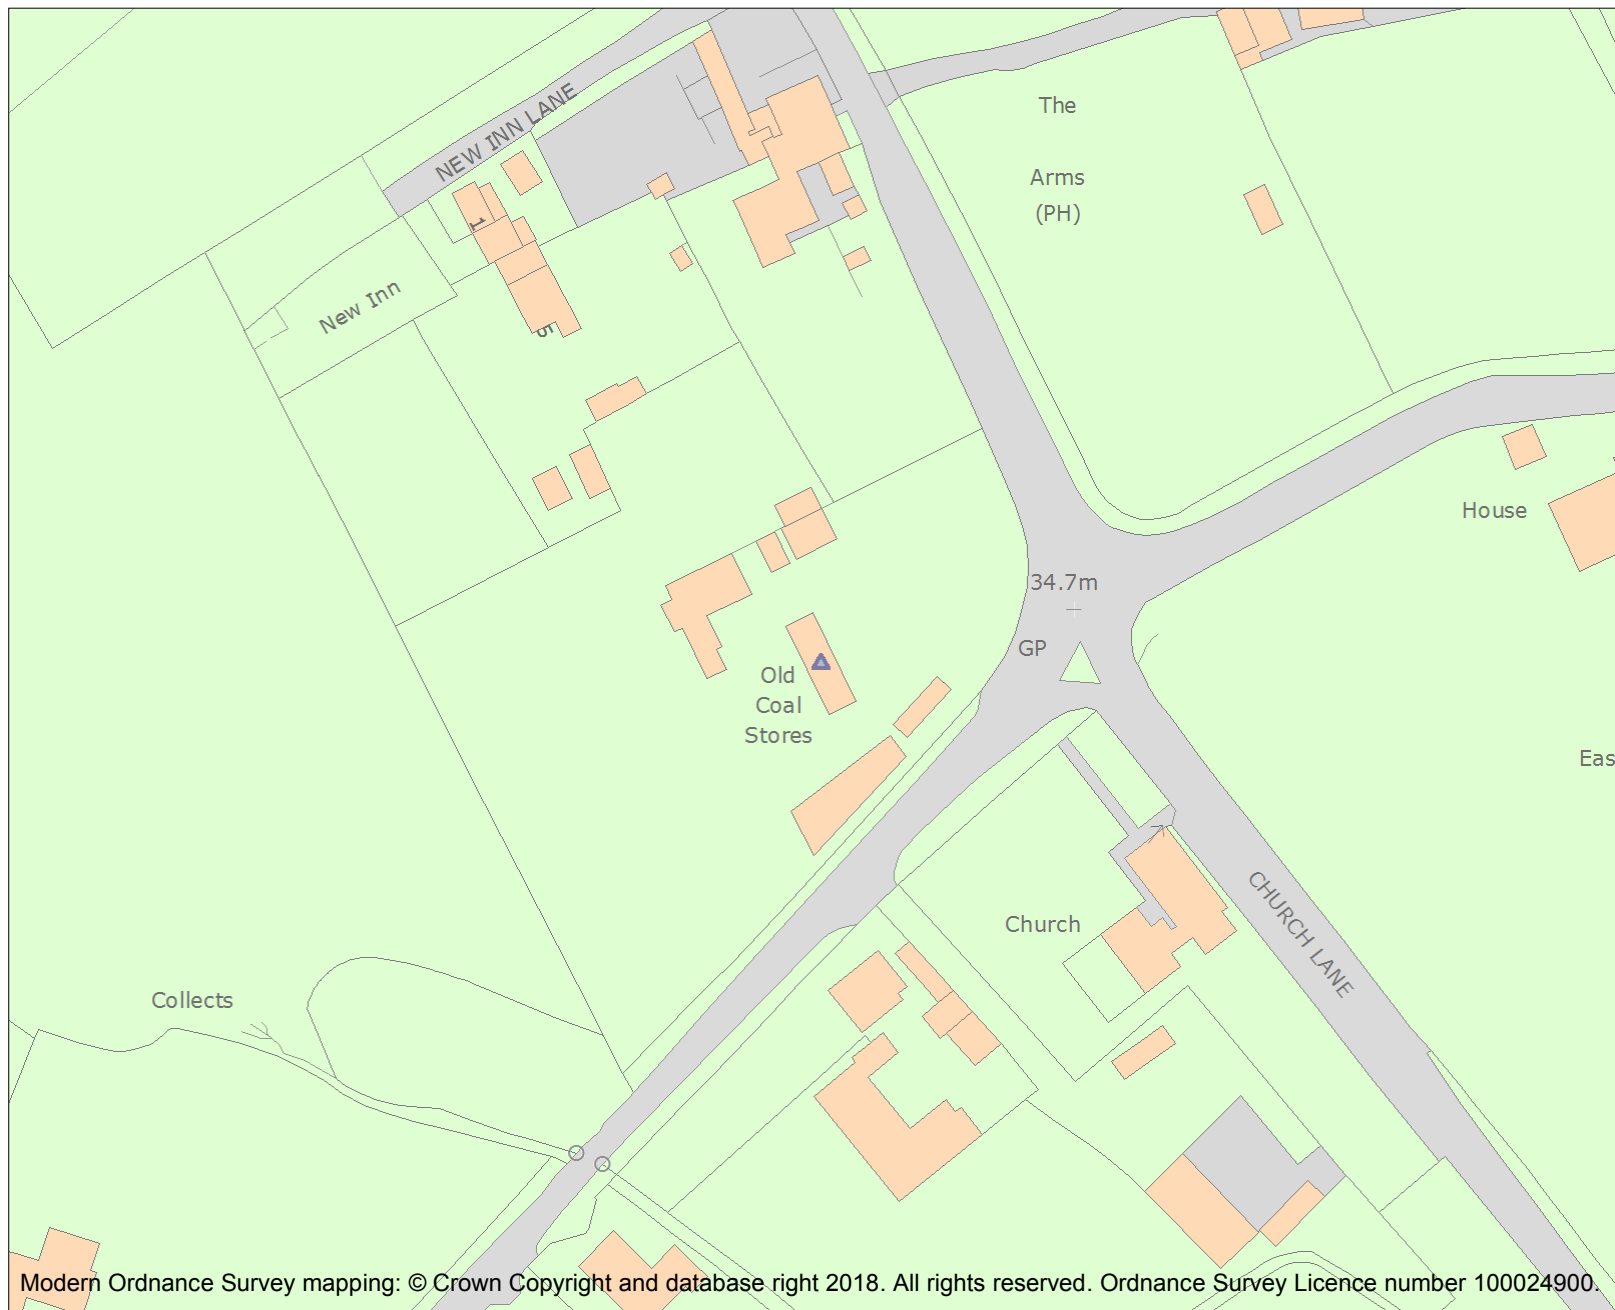 NEW INN LANE
The
Arms
(PH)
1
New Inn
5
House
34.7m
GP
Old
Coal
Stores
Eas
Church
CHURCH LANE
Collects
Modern Ordnance Survey mapping: © Crown Copyright and database right 2018. All rights reserved. Ordnance Survey Licence number 100024900.